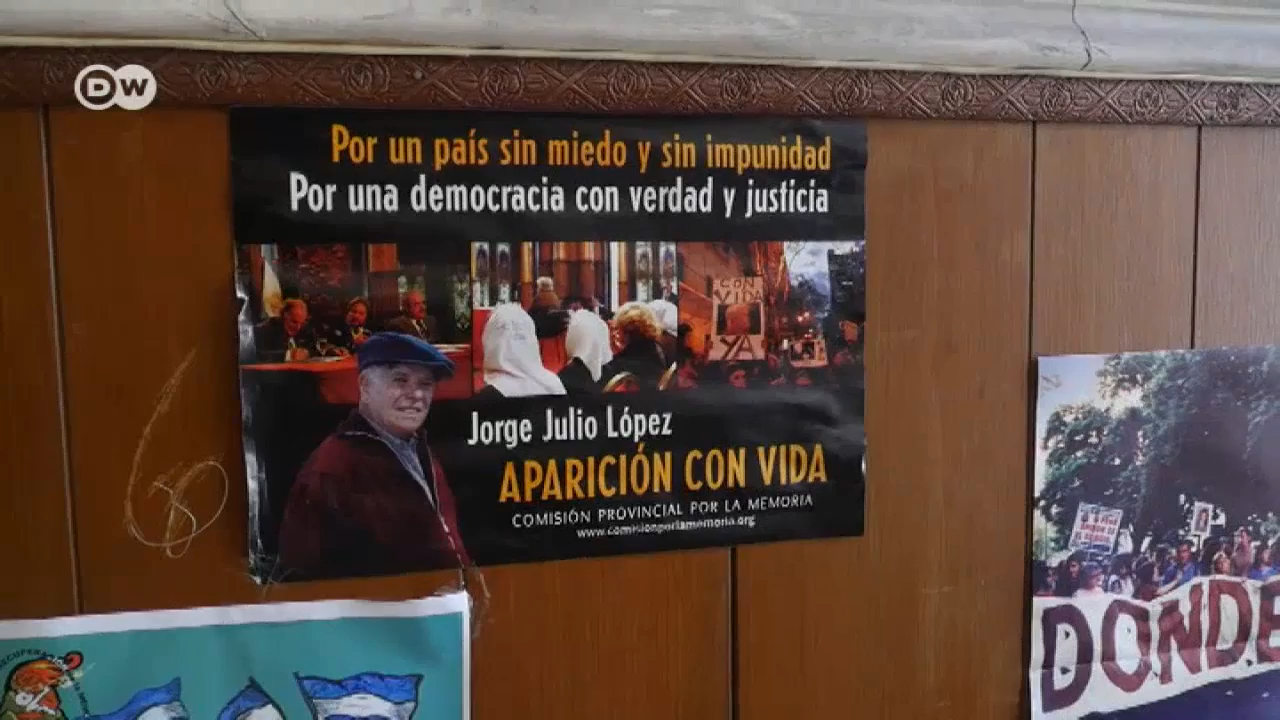 DW
Por un país sin miedo y sin impunidad
Por una democracia con verdad y justicia
CON
VIDA
YA
Jorge Julio López
APARICIÓN CON VIDA
COMISIÓN PROVINCIAL POR LA MEMORIA
www.comisionporlamemoria.org
DONDE